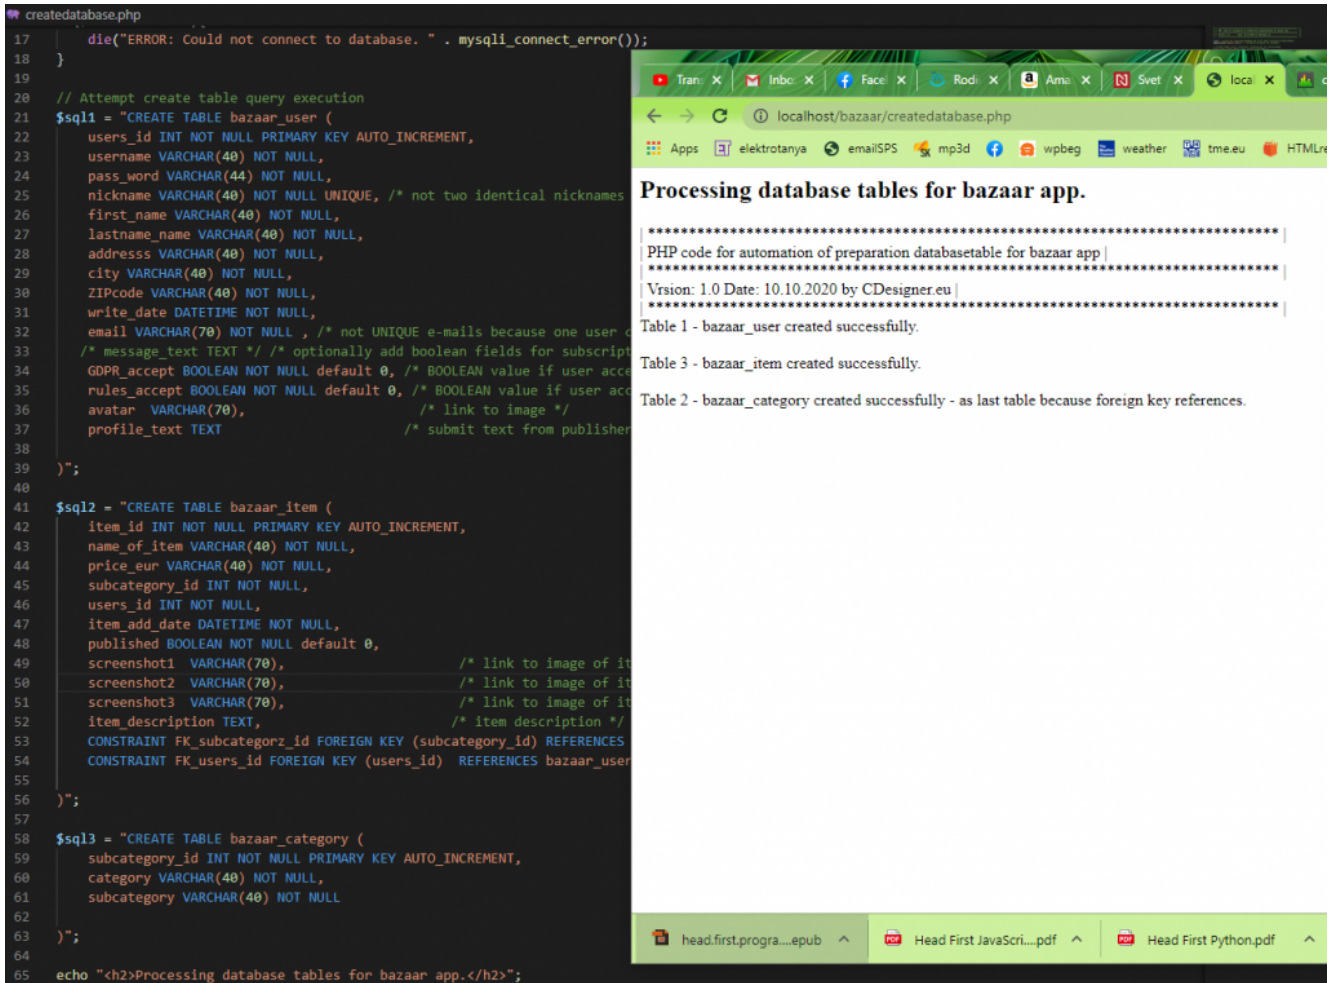 createdatabase.php
17 die("ERROR: Could not connect to database. " . mysqli_connect_error());
18 }
19
20 // Attempt create table query execution
21 $sql1 = "CREATE TABLE bazaar_user (
22 users_id INT NOT NULL PRIMARY KEY AUTO_INCREMENT,
23 username VARCHAR(40) NOT NULL,
24 pass_word VARCHAR(44) NOT NULL,
25 nickname VARCHAR(40) NOT NULL UNIQUE, /* not two identical nicknames
26 first_name VARCHAR(40) NOT NULL,
27 lastname_name VARCHAR(40) NOT NULL,
28 addresss VARCHAR(40) NOT NULL,
29 city VARCHAR(40) NOT NULL,
30 ZIPcode VARCHAR(40) NOT NULL,
31 write_date DATETIME NOT NULL,
32 email VARCHAR(70) NOT NULL , /* not UNIQUE e-mails because one user
33 /* message_text TEXT */ /* optionally add boolean fields for subscript
34 GDPR_accept BOOLEAN NOT NULL default 0, /* BOOLEAN value if user acce
35 rules_accept BOOLEAN NOT NULL default 0, /* BOOLEAN value if user acc
36 avatar VARCHAR(70), /* link to image */
37 profile_text TEXT /* submit text from publisher
38
39 )";
40
41 $sql2 = "CREATE TABLE bazaar_item (
42 item_id INT NOT NULL PRIMARY KEY AUTO_INCREMENT,
43 name_of_item VARCHAR(40) NOT NULL,
44 price_eur VARCHAR(40) NOT NULL,
45 subcategory_id INT NOT NULL,
46 users_id INT NOT NULL,
47 item_add_date DATETIME NOT NULL,
48 published BOOLEAN NOT NULL default 0,
49 screenshot1 VARCHAR(70), /* link to image of it
50 screenshot2 VARCHAR(70), /* link to image of it
51 screenshot3 VARCHAR(70), /* link to image of it
52 item_description TEXT, /* item description */
53 CONSTRAINT FK_subcategorz_id FOREIGN KEY (subcategory_id) REFERENCES
54 CONSTRAINT FK_users_id FOREIGN KEY (users_id) REFERENCES bazaar_user
55
56 )";
57
58 $sql3 = "CREATE TABLE bazaar_category (
59 subcategory_id INT NOT NULL PRIMARY KEY AUTO_INCREMENT,
60 category VARCHAR(40) NOT NULL,
61 subcategory VARCHAR(40) NOT NULL
62
63 )";
64
65 echo "<h2>Processing database tables for bazaar app.</h2>";
Tran Inbo Face Rodi Ama Svet loca
localhost/bazaar/createdatabase.php
Apps elektrotanya emailSPS mp3d wpbeg weather tme.eu HTMLre
Processing database tables for bazaar app.
| ****************************************************************************** |
| PHP code for automation of preparation databasetable for bazaar app |
| ****************************************************************************** |
| Vrsion: 1.0 Date: 10.10.2020 by CDesigner.eu |
| ****************************************************************************** |
Table 1 - bazaar_user created successfully.
Table 3 - bazaar_item created successfully.
Table 2 - bazaar_category created successfully - as last table because foreign key references.
head.first.progra....epub Head First JavaScri....pdf Head First Python.pdf